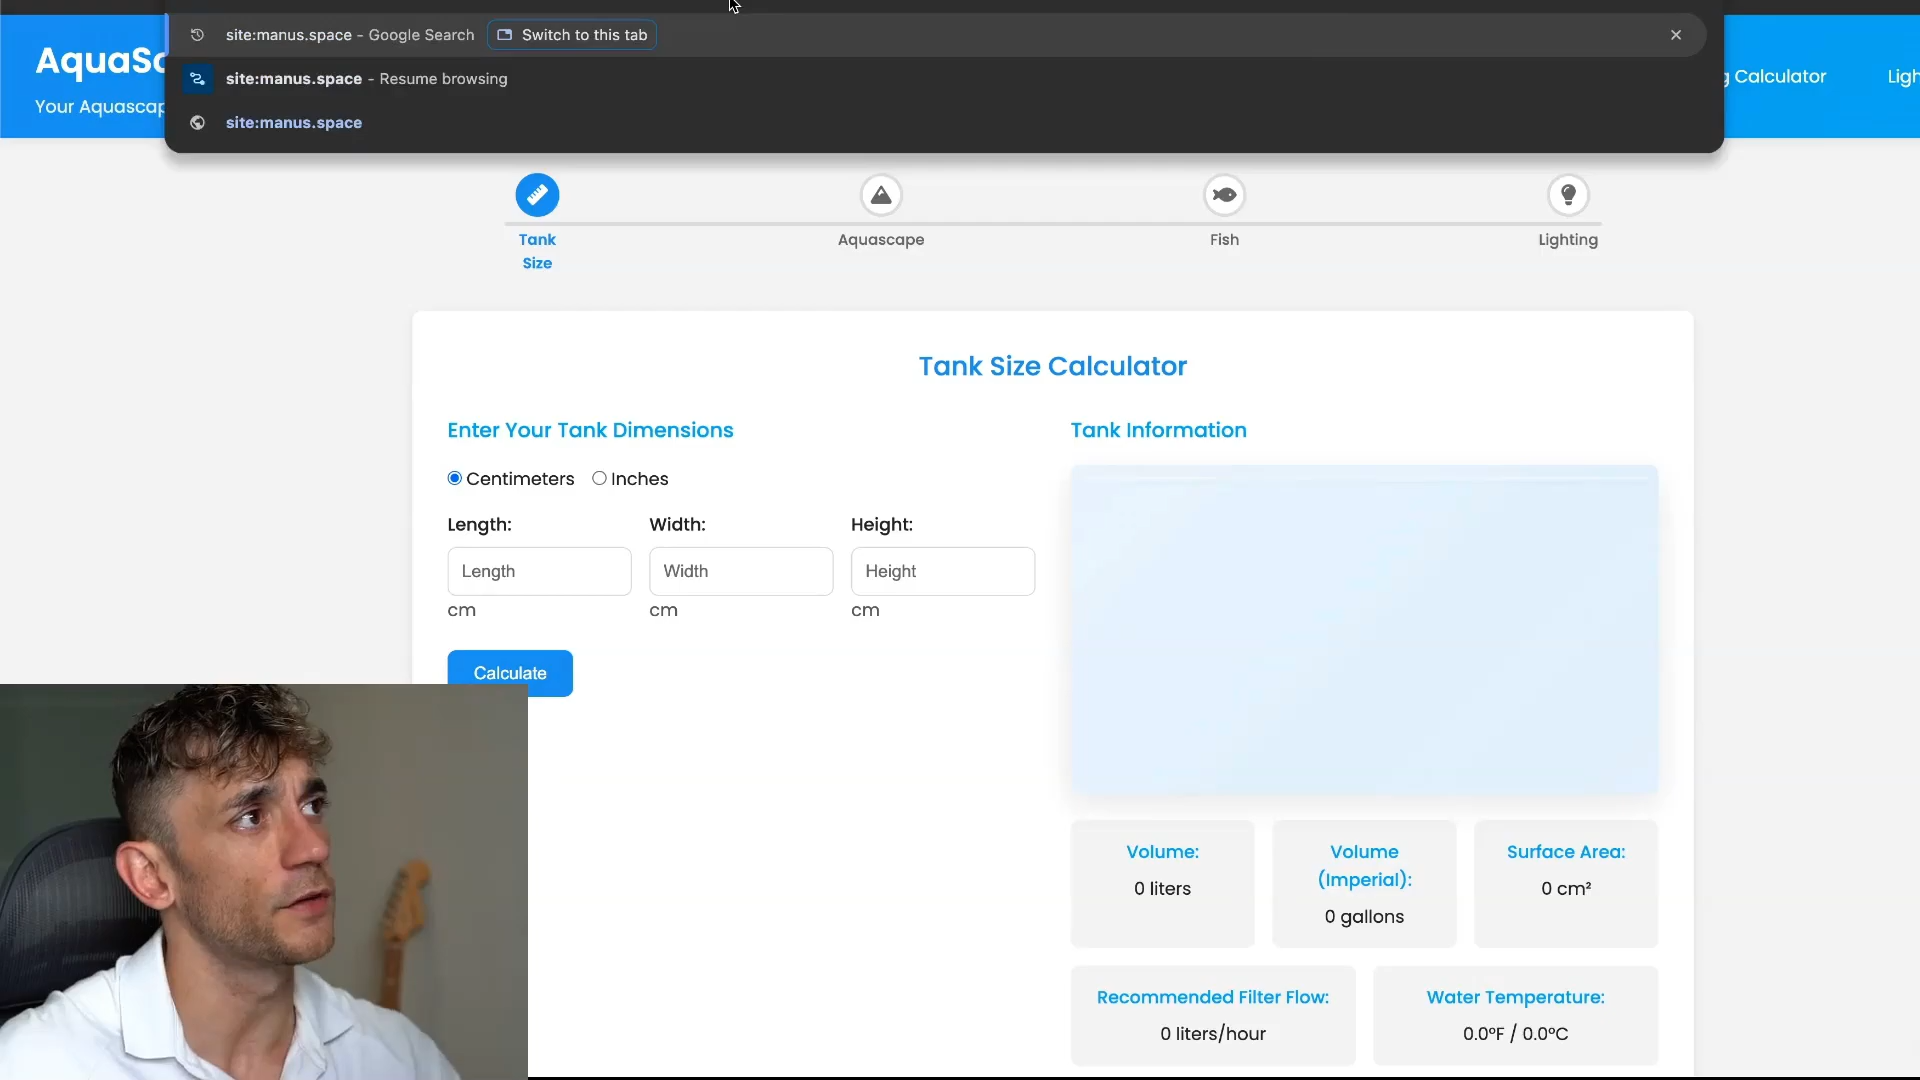 site:manus.space - Google Search Switch to this tab
site:manus.space - Resume browsing
site:manus.space
AquaSc
Your Aquascap
g Calculator
Ligh
Tank
Size
Aquascape
Fish
Lighting
Tank Size Calculator
Enter Your Tank Dimensions
Centimeters Inches
Length: Width: Height:
Length Width Height
cm cm cm
Calculate
Tank Information
Volume:
0 liters
Volume
(Imperial):
0 gallons
Surface Area:
0 cm²
Recommended Filter Flow:
0 liters/hour
Water Temperature:
0.0°F / 0.0°C